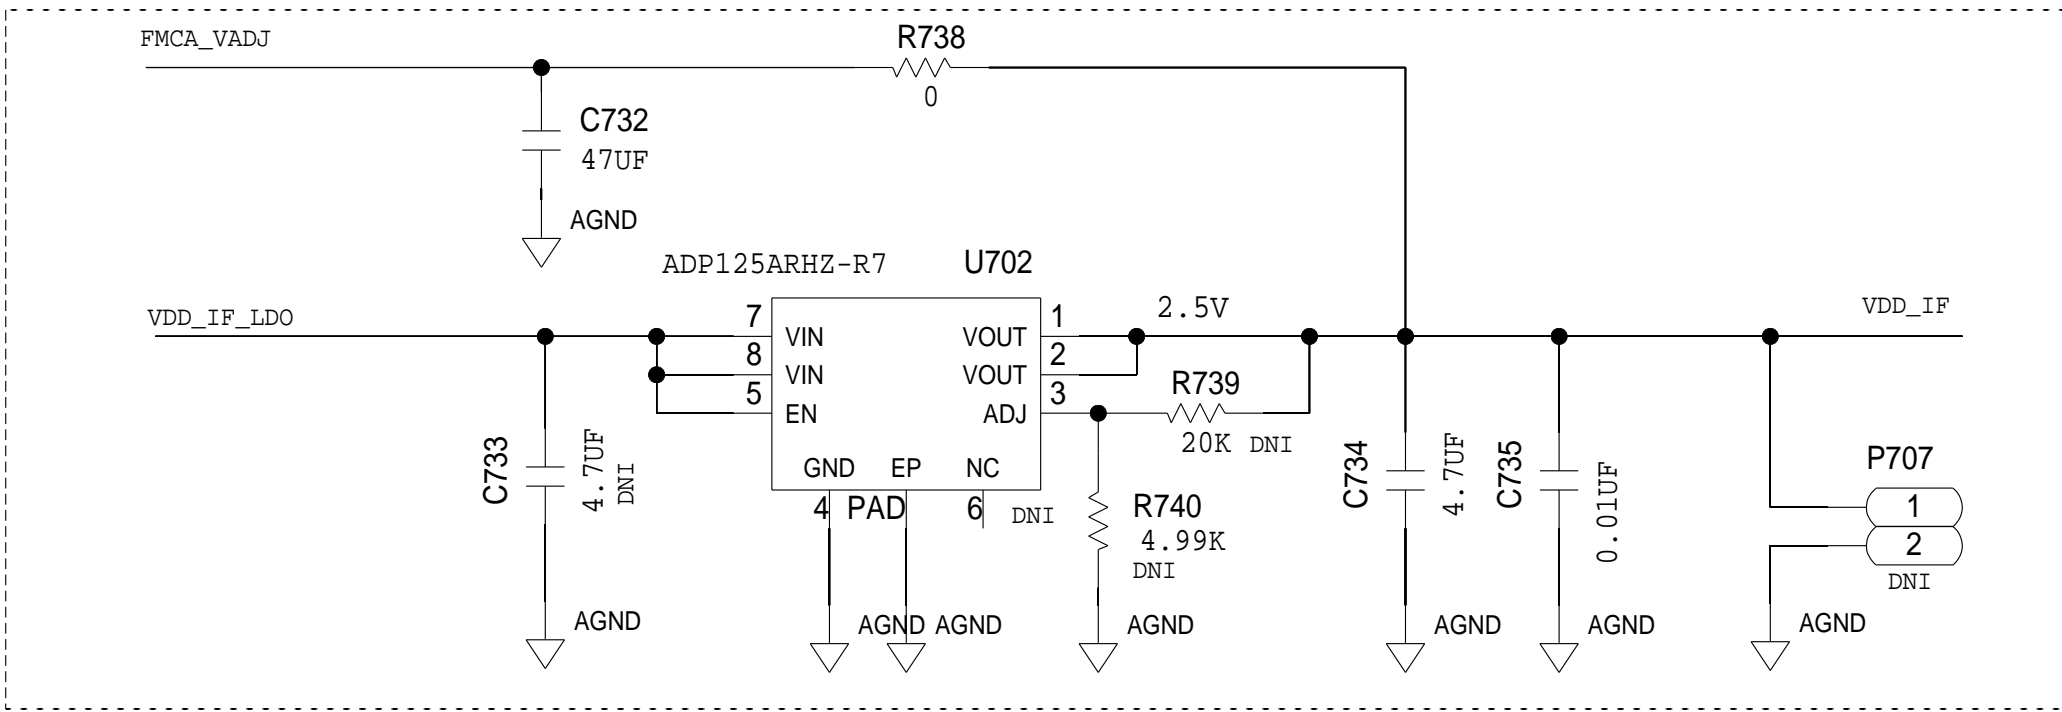 FMCA_VADJ
R738
0
C732
47UF
AGND
ADP125ARHZ-R7
U702
VDD_IF_LDO
2.5V
VDD_IF
7
VIN
VOUT
1
8
VIN
VOUT
2
5
EN
ADJ
3
R739
20K DNI
GND
EP
NC
4
PAD
6
DNI
C733
4.7UF
DNI
R740
4.99K
DNI
C734
4.7UF
C735
0.01UF
P707
1
2
DNI
AGND
AGND
AGND
AGND
AGND
AGND
AGND